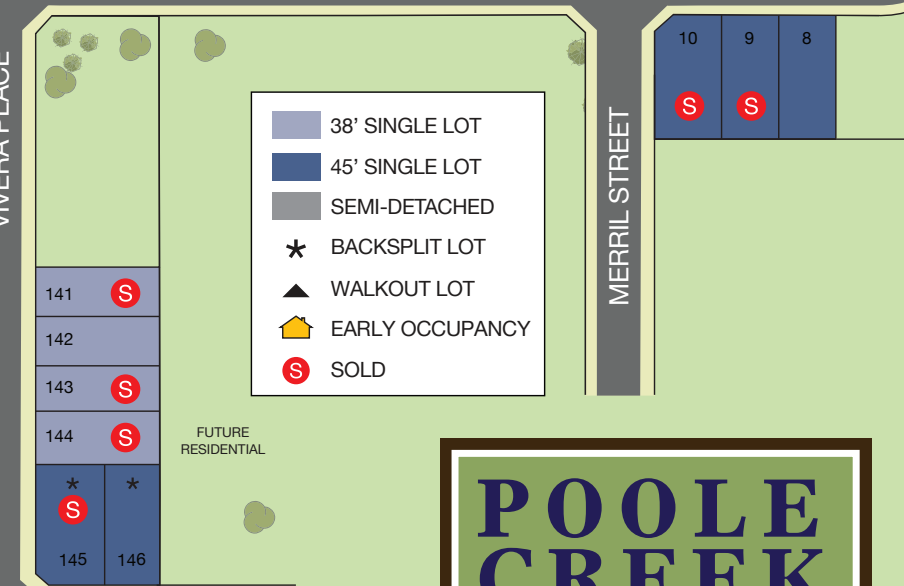 VIVERA PLACE
10 9 8
S S
38' SINGLE LOT
45' SINGLE LOT
SEMI-DETACHED
* BACKSPLIT LOT
WALKOUT LOT
EARLY OCCUPANCY
S SOLD
MERRIL STREET
141 S
142
143 S
144 S
* *
S
145 146
FUTURE
RESIDENTIAL
POOLE
CREEK